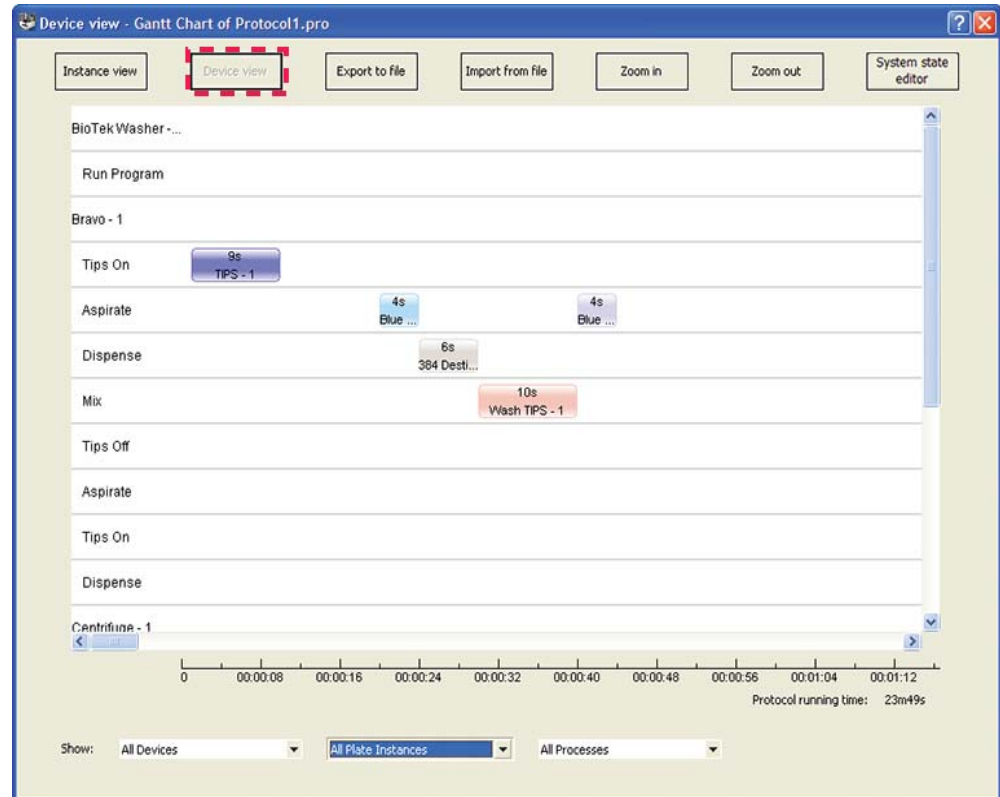 Device view - Gantt Chart of Protocol1.pro
Instance view
Device view
Export to file
Import from file
Zoom in
Zoom out
System state
editor
BioTek Washer -...
Run Program
Bravo - 1
Tips On
9s
TIPS - 1
Aspirate
4s
Blue ...
4s
Blue ...
Dispense
6s
384 Desti...
Mix
10s
Wash TIPS - 1
Tips Off
Aspirate
Tips On
Dispense
Centrifuge - 1
0 00:00:08 00:00:16 00:00:24 00:00:32 00:00:40 00:00:48 00:00:56 00:01:04 00:01:12
Protocol running time: 23m49s
Show: All Devices All Plate Instances All Processes